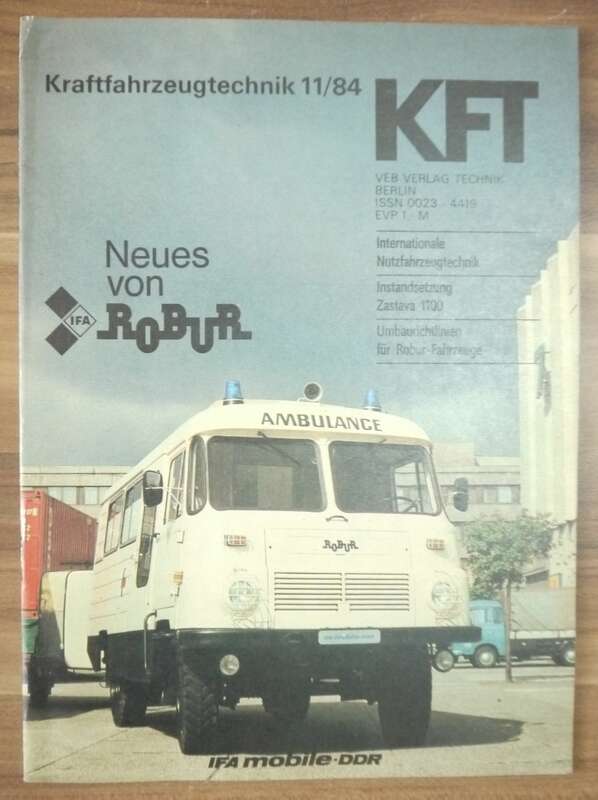 Kraftfahrzeugtechnik 11/84
KFT
VEB VERLAG TECHNIK
BERLIN
ISSN 0023 - 4419
EVP 1,- M
Internationale
Nutzfahrzeugtechnik
Instandsetzung
Zastava 1100
Umbaurichtlinien
für Robur-Fahrzeuge
Neues
von
IFA
ROBUR
AMBULANCE
ROBUR
IFA mobile-DDR